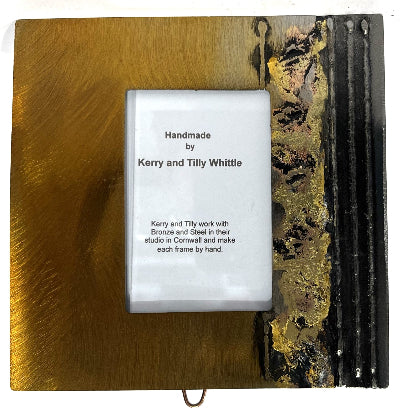 Handmade
by
Kerry and Tilly Whittle
Kerry and Tilly work with
Bronze and Steel in their
studio in Cornwall and make
each frame by hand.